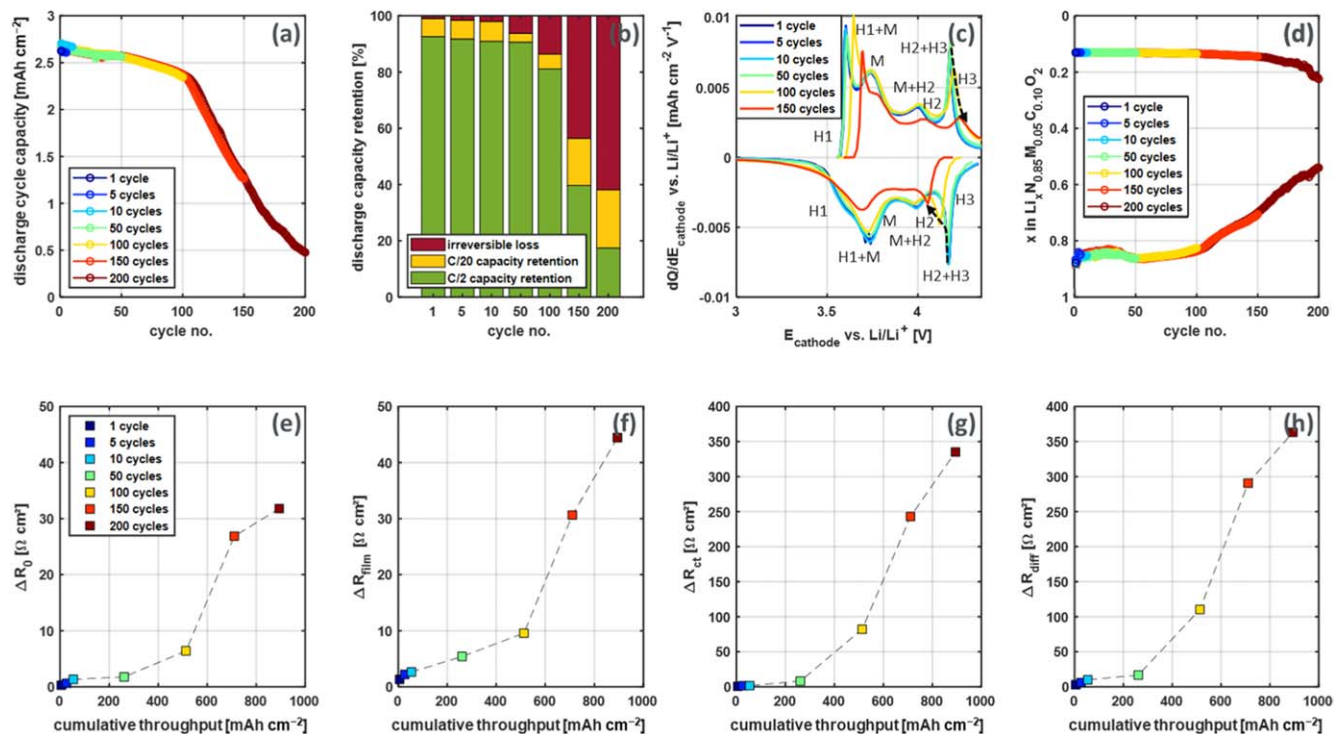 (a)
3
2.5
2
1.5
1
0.5
0
0 50 100 150 200
discharge cycle capacity [mAh cm⁻²]
cycle no.
1 cycle
5 cycles
10 cycles
50 cycles
100 cycles
150 cycles
200 cycles
(b)
100
80
60
40
20
0
1 5 10 50 100 150 200
discharge capacity retention [%]
cycle no.
irreversible loss
C/20 capacity retention
C/2 capacity retention
(c)
0.01
0.005
0
-0.005
-0.01
3 3.5 4
dQ/dE_cathode vs. Li/Li⁺ [mAh cm⁻² V⁻¹]
E_cathode vs. Li/Li⁺ [V]
1 cycle
5 cycles
10 cycles
50 cycles
100 cycles
150 cycles
H1+M
M
H2+H3
M+H2
H3
H2
H1
H1
M
H2
M+H2
H1+M
H2+H3
(d)
0
0.2
0.4
0.6
0.8
1
0 50 100 150 200
x in Li_xN_0.85M_0.05C_0.10O_2
cycle no.
1 cycle
5 cycles
10 cycles
50 cycles
100 cycles
150 cycles
200 cycles
(e)
50
40
30
20
10
0
0 200 400 600 800 1000
ΔR_0 [Ω cm²]
cumulative throughput [mAh cm⁻²]
1 cycle
5 cycles
10 cycles
50 cycles
100 cycles
150 cycles
200 cycles
(f)
50
40
30
20
10
0
0 200 400 600 800 1000
ΔR_film [Ω cm²]
cumulative throughput [mAh cm⁻²]
(g)
400
350
300
250
200
150
100
50
0
0 200 400 600 800 1000
ΔR_ct [Ω cm²]
cumulative throughput [mAh cm⁻²]
(h)
400
350
300
250
200
150
100
50
0
0 200 400 600 800 1000
ΔR_diff [Ω cm²]
cumulative throughput [mAh cm⁻²]